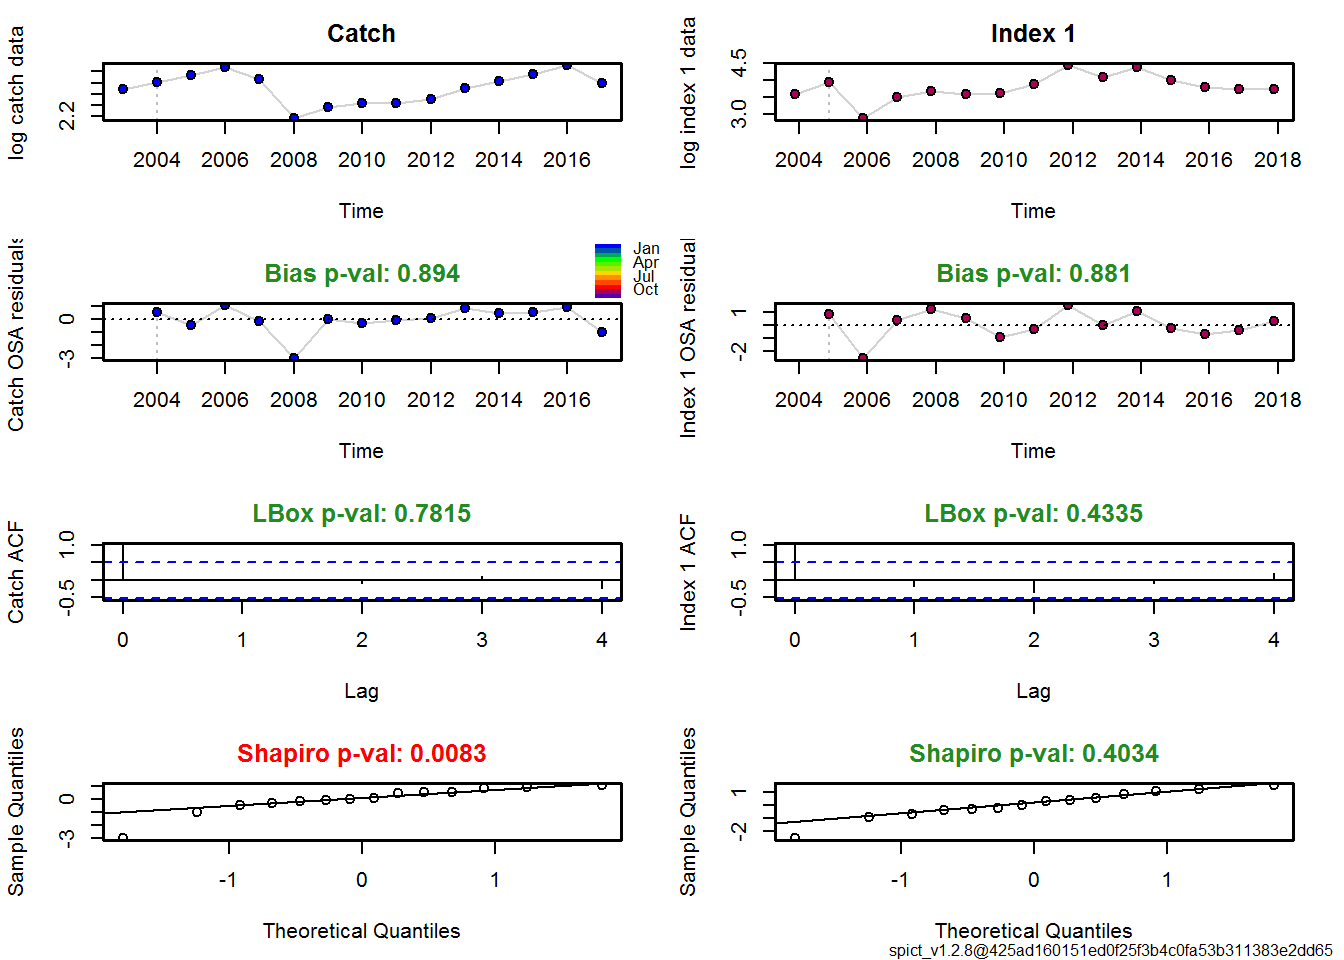 Catch
log catch data
2.2
2004 2006 2008 2010 2012 2014 2016
Time
Index 1
log index 1 data
3.0 4.5
2004 2006 2008 2010 2012 2014 2016 2018
Time
Bias p-val: 0.894
Jan
Apr
Jul
Oct
Catch OSA residuals
-3 0
2004 2006 2008 2010 2012 2014 2016
Time
Bias p-val: 0.881
Index 1 OSA residual
-2 1
2004 2006 2008 2010 2012 2014 2016 2018
Time
LBox p-val: 0.7815
Catch ACF
-0.5 1.0
0 1 2 3 4
Lag
LBox p-val: 0.4335
Index 1 ACF
-0.5 1.0
0 1 2 3 4
Lag
Shapiro p-val: 0.0083
Sample Quantiles
-3 0
-1 0 1
Theoretical Quantiles
Shapiro p-val: 0.4034
Sample Quantiles
-2 1
-1 0 1
Theoretical Quantiles
spict_v1.2.8@425ad160151ed0f25f3b4c0fa53b311383e2dd65